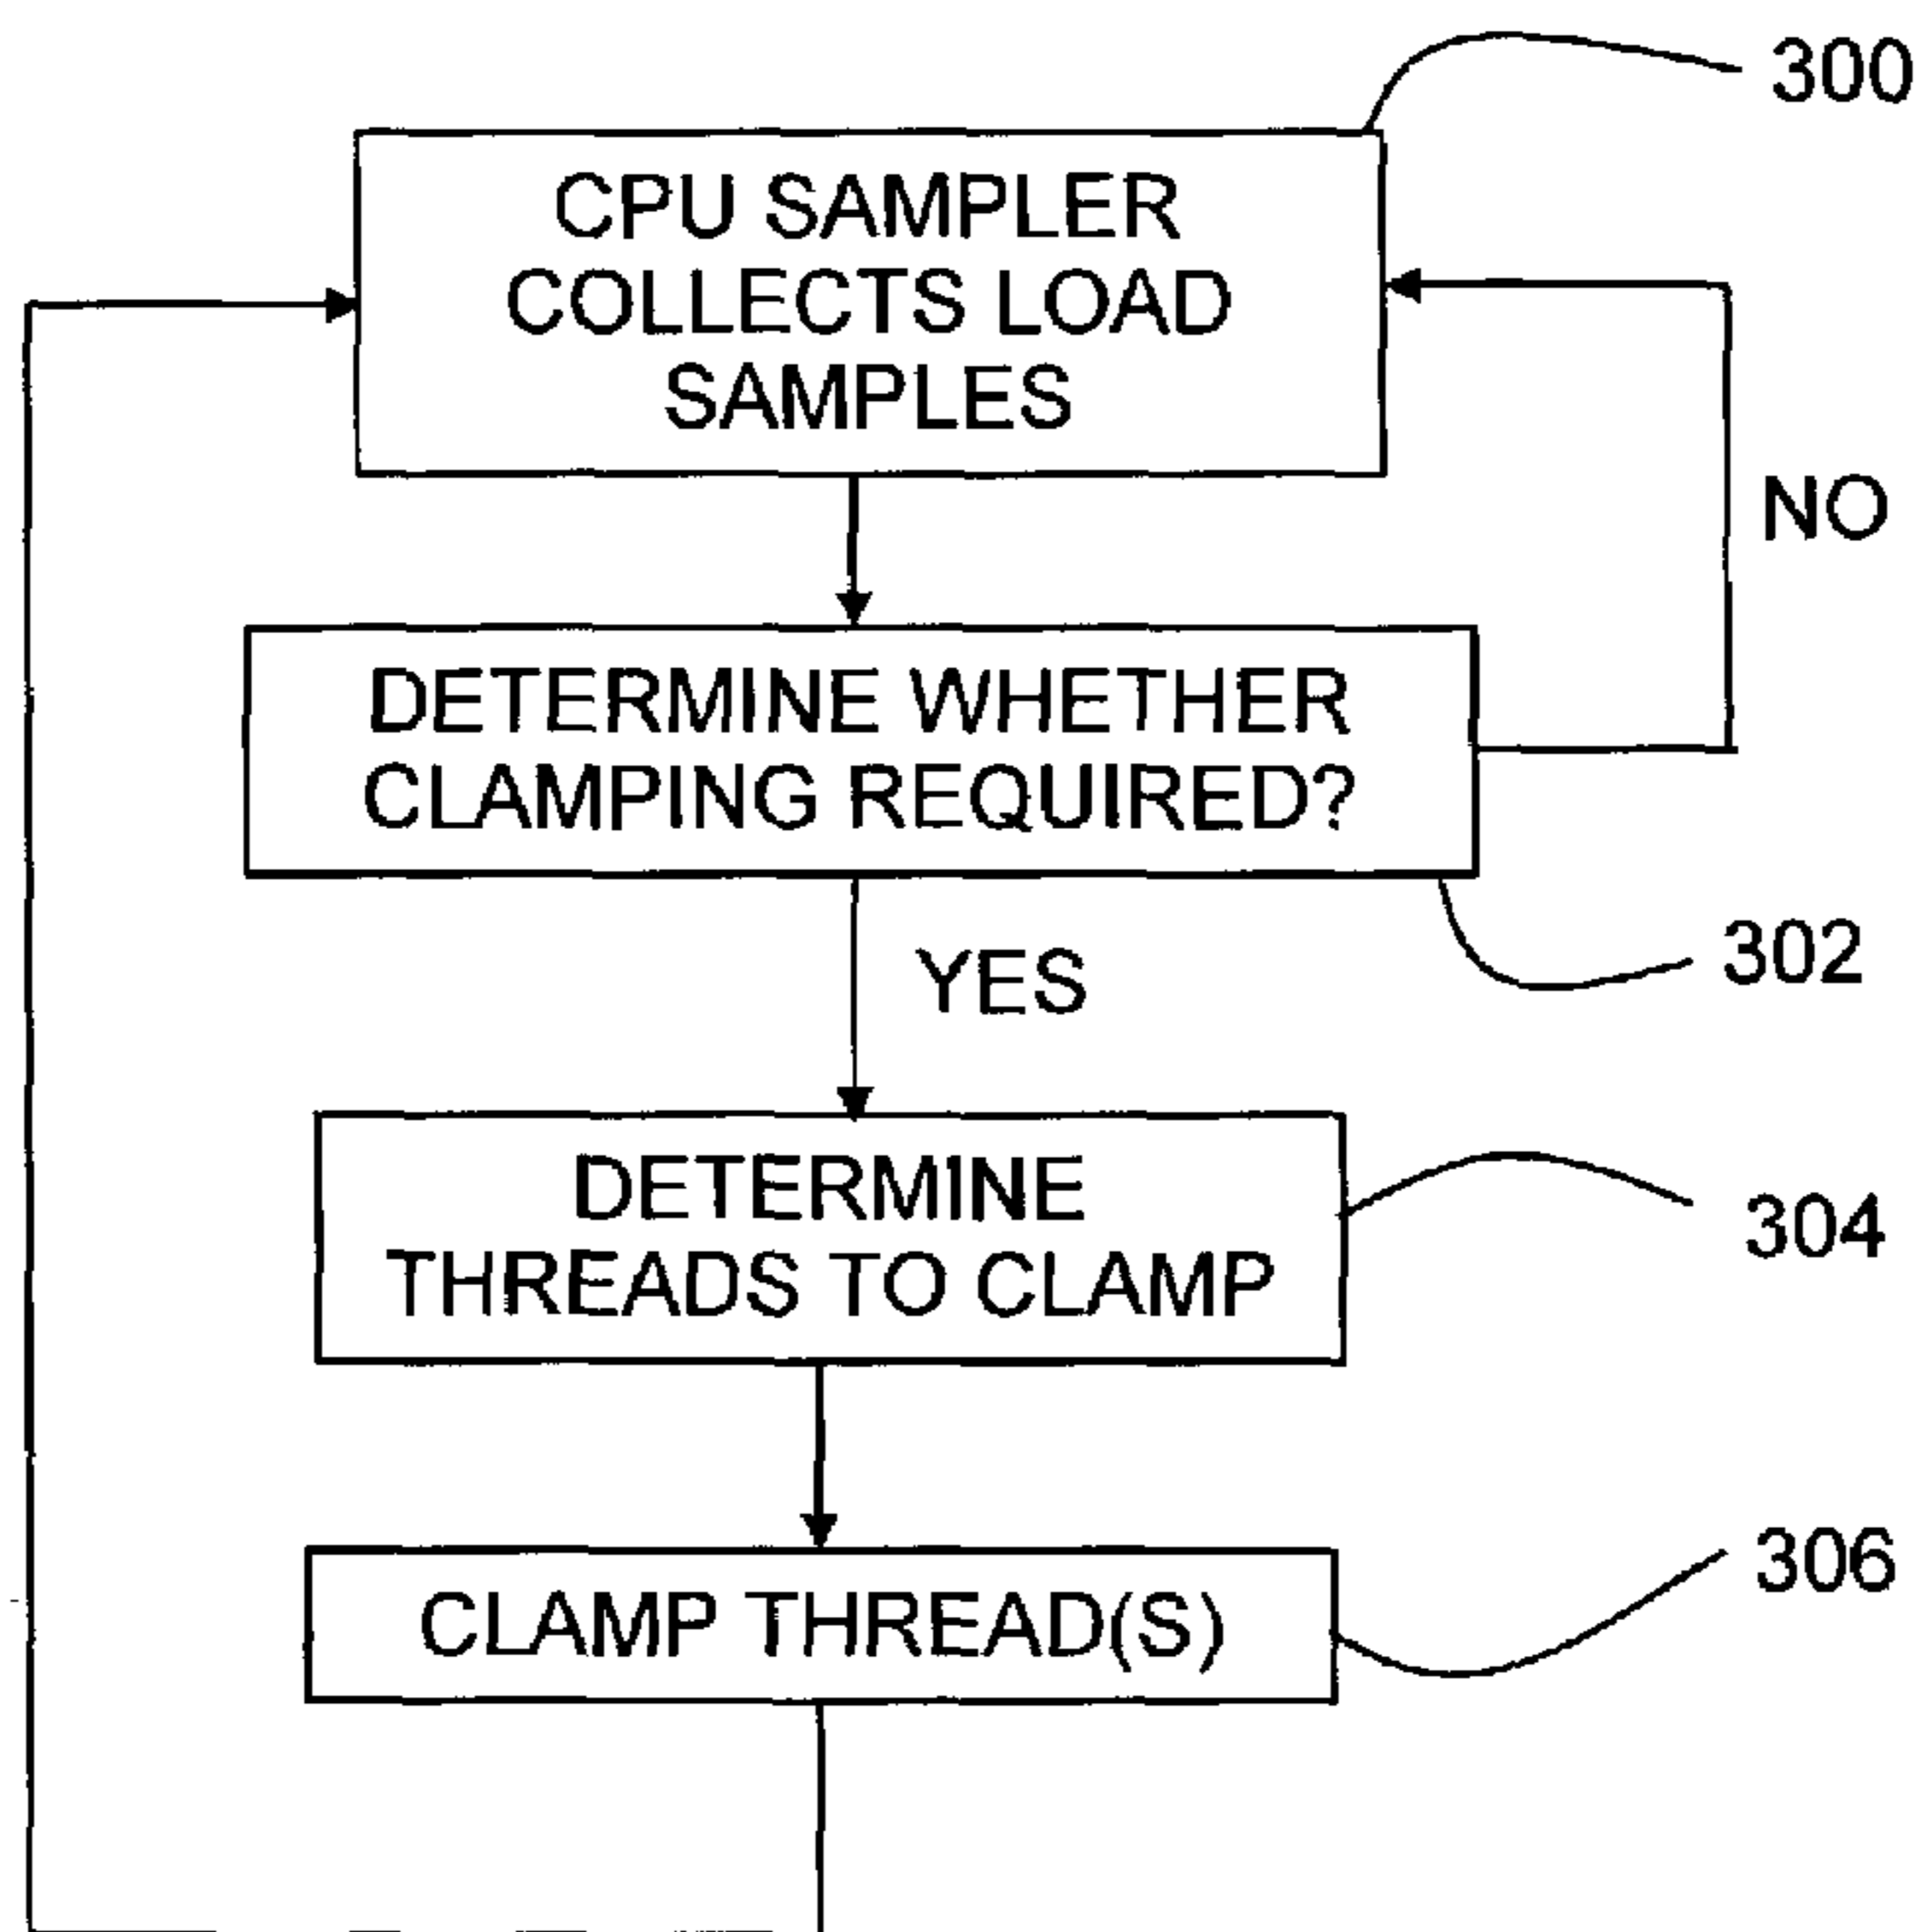 300
CPU SAMPLER
COLLECTS LOAD
SAMPLES
NO
DETERMINE WHETHER
CLAMPING REQUIRED?
302
YES
DETERMINE
THREADS TO CLAMP
304
306
CLAMP THREAD(S)